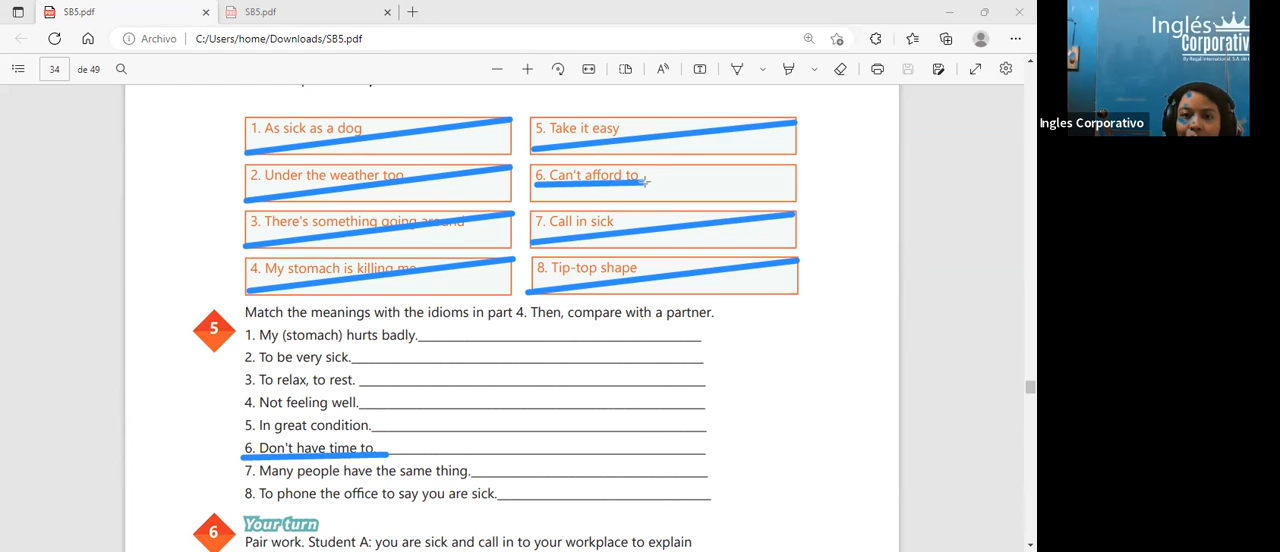 SB5.pdf
SB5.pdf
Archivo
C:/Users/home/Downloads/SB5.pdf
34
de 49
1. As sick as a dog
5. Take it easy
2. Under the weather too
6. Can't afford to
3. There's something going around
7. Call in sick
4. My stomach is killing me
8. Tip-top shape
5
Match the meanings with the idioms in part 4. Then, compare with a partner.
1. My (stomach) hurts badly.
2. To be very sick.
3. To relax, to rest.
4. Not feeling well.
5. In great condition.
6. Don't have time to.
7. Many people have the same thing.
8. To phone the office to say you are sick.
6
Your turn
Pair work. Student A: you are sick and call in to your workplace to explain
Inglés
Corporativo
By Regal International, S.A. de
Ingles Corporativo